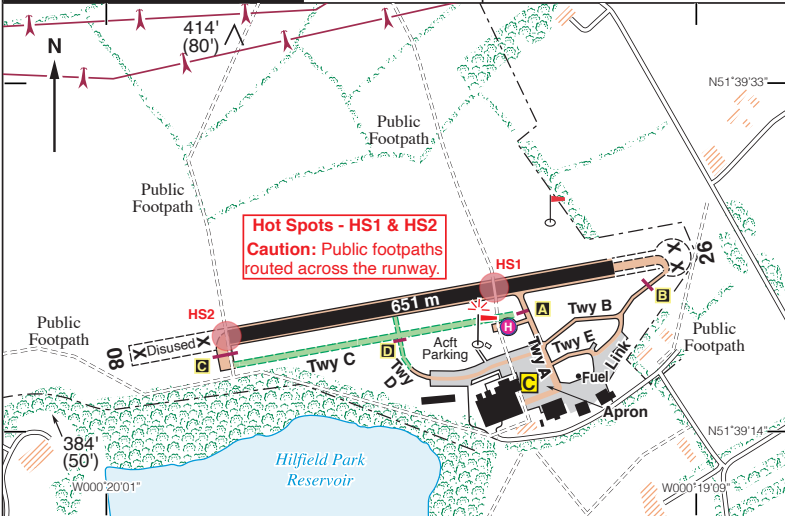 414'
(80')
N
N51°39'33"
Public
Footpath
Public
Footpath
Hot Spots - HS1 & HS2
Caution: Public footpaths
routed across the runway.
HS1
26
X
X
651 m
HS2
A
B
Twy B
H
Public
Footpath
08
X
Disused
X
C
Twy C
D
Twy
D
Acft
Parking
Twy A
Twy E
Link
Public
Footpath
C
Fuel
Apron
384'
(50')
Hilfield Park
Reservoir
N51°39'14"
W000°20'01"
W000°19'09"